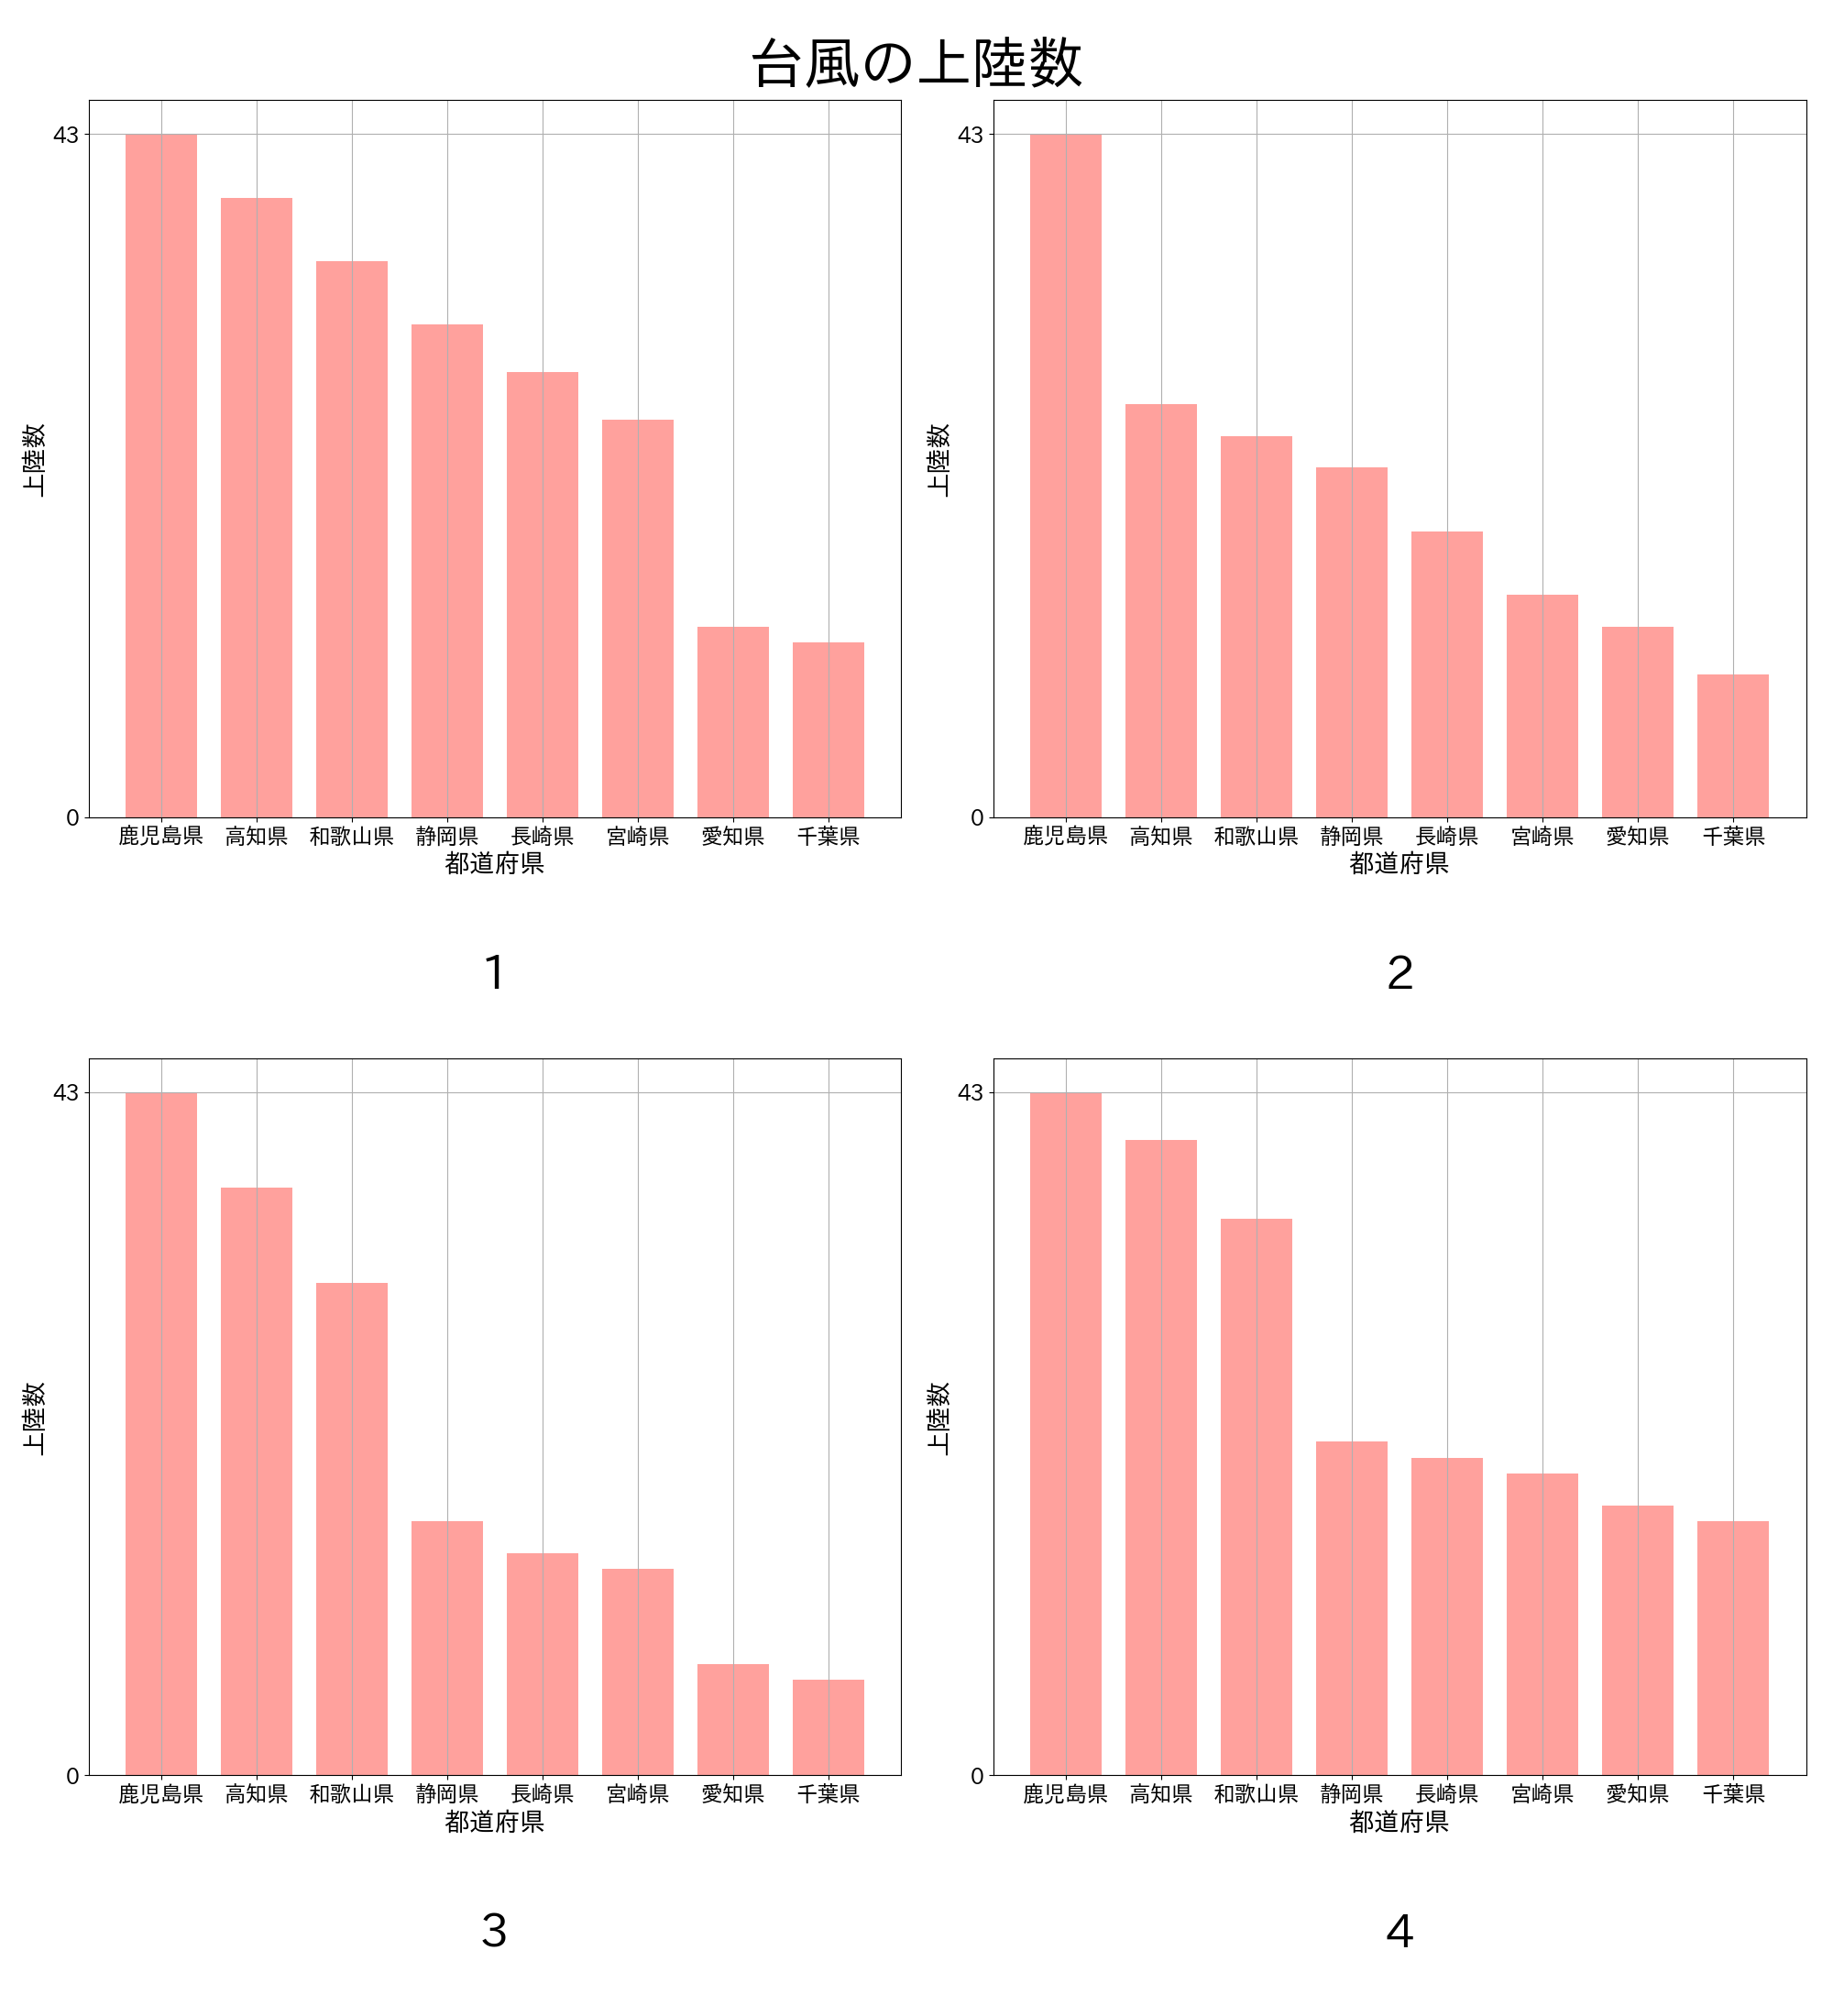 台風の上陸数
43
0
上陸数
鹿児島県 高知県 和歌山県 静岡県 長崎県 宮崎県 愛知県 千葉県
都道府県
1
43
0
上陸数
鹿児島県 高知県 和歌山県 静岡県 長崎県 宮崎県 愛知県 千葉県
都道府県
2
43
0
上陸数
鹿児島県 高知県 和歌山県 静岡県 長崎県 宮崎県 愛知県 千葉県
都道府県
3
43
0
上陸数
鹿児島県 高知県 和歌山県 静岡県 長崎県 宮崎県 愛知県 千葉県
都道府県
4